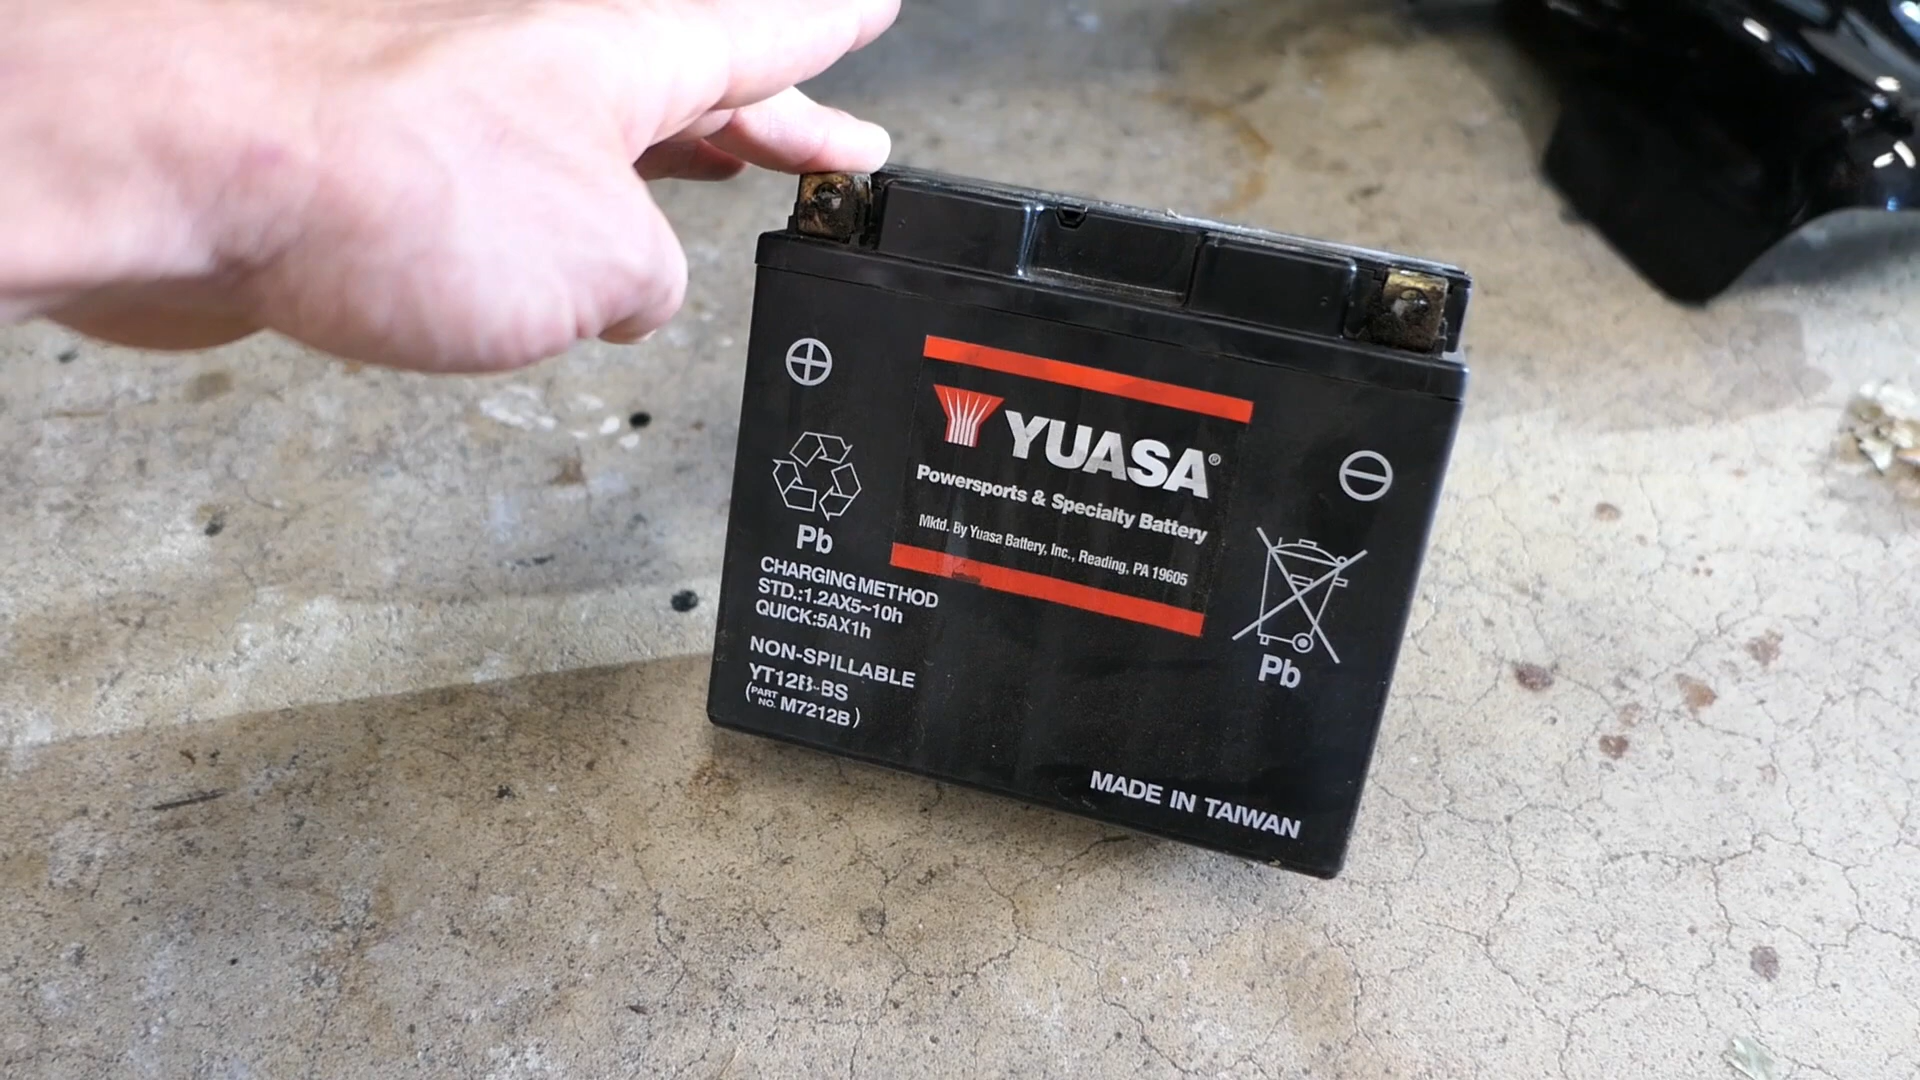 YUASA®
Powersports & Specialty Battery
Mktd. By Yuasa Battery, Inc., Reading, PA 19605
Pb
CHARGING METHOD
STD.:1.2AX5~10h
QUICK:5AX1h
NON-SPILLABLE
YT12B-BS
(PART NO. M7212B)
Pb
MADE IN TAIWAN